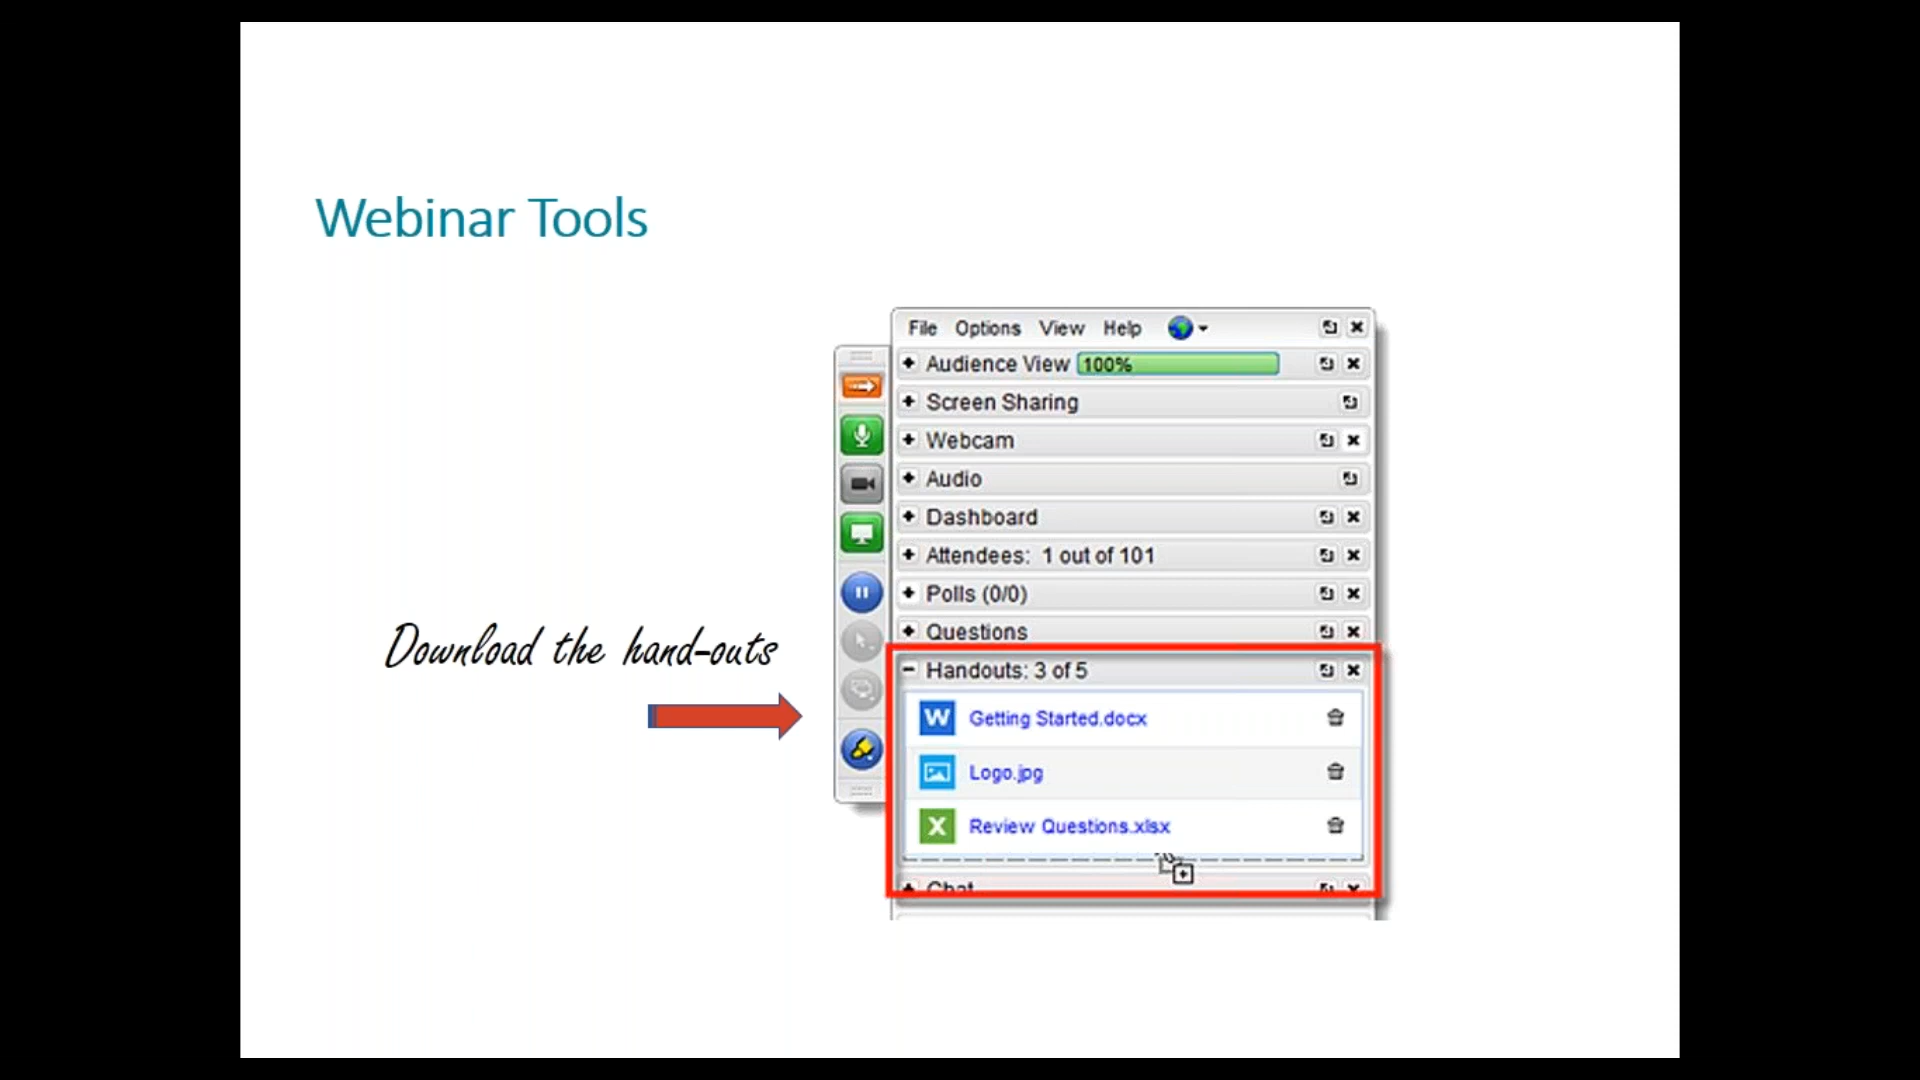 Webinar Tools
File Options View Help
Audience View 100%
Screen Sharing
Webcam
Audio
Dashboard
Attendees: 1 out of 101
Polls (0/0)
Questions
Download the hand-outs
Handouts: 3 of 5
W Getting Started.docx
Logo.jpg
X Review Questions.xlsx
Chat